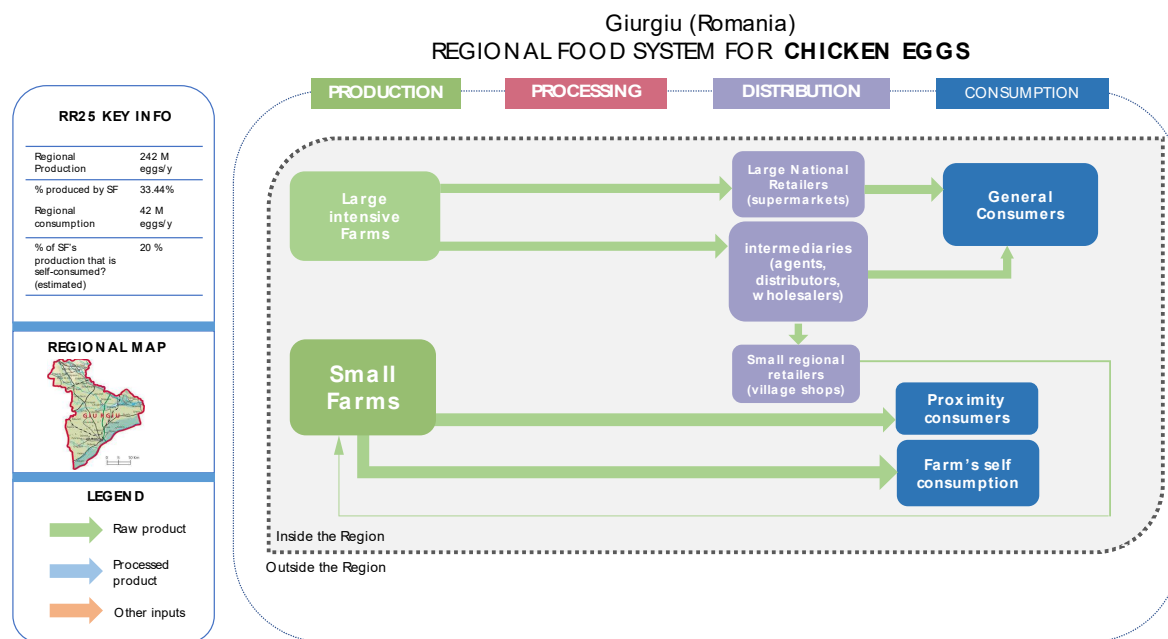 Giurgiu (Romania)
REGIONAL FOOD SYSTEM FOR CHICKEN EGGS
PRODUCTION
PROCESSING
DISTRIBUTION
CONSUMPTION
RR25 KEY INFO
Regional
Production
242 M
eggs/y
% produced by SF
33.44%
Regional
consumption
42 M
eggs/y
% of SF's
production that is
self-consumed?
(estimated)
20 %
REGIONAL MAP
GIURGIU
LEGEND
Raw product
Processed
product
Other inputs
Large
intensive
Farms
Large National
Retailers
(supermarkets)
General
Consumers
intermediaries
(agents,
distributors,
wholesalers)
Small
Farms
Small regional
retailers
(village shops)
Proximity
consumers
Farm's self
consumption
Inside the Region
Outside the Region